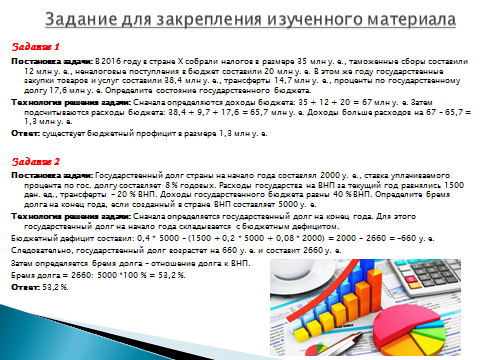 Задание для закрепления изученного материала
Задание 1
Постановка задачи: В 2016 году в стране Х собрали налогов в размере 35 млн у. е., таможенные сборы составили
12 млн у. е., неналоговые поступления в бюджет составили 20 млн у. е. В этом же году государственные
закупки товаров и услуг составили 38,4 млн у. е., трансферты 14,7 млн у. е., проценты по государственному
долгу 17,6 млн у. е. Определите состояние государственного бюджета.
Технология решения задачи: Сначала определяются доходы бюджета: 35 + 12 + 20 = 67 млн у. е. Затем
подсчитываются расходы бюджета: 38,4 + 9,7 + 17,6 = 65,7 млн у. е. Доходы больше расходов на 67 – 65,7 =
1,3 млн у. е.
Ответ: существует бюджетный профицит в размере 1,3 млн у. е.
Задание 2
Постановка задачи: Государственный долг страны на начало года составлял 2000 у. е., ставка уплачиваемого
процента по гос. долгу составляет 8 % годовых. Расходы государства на ВНП за текущий год равнялись 1500
ден. ед., трансферты – 20 % ВНП. Доходы государственного бюджета равны 40 % ВНП. Определите бремя
долга на конец года, если созданный в стране ВНП составляет 5000 у. е.
Технология решения задачи: Сначала определяется государственный долг на конец года. Для этого
государственный долг на начало года складывается с бюджетным дефицитом.
Бюджетный дефицит составил: 0,4 * 5000 – (1500 + 0,2 * 5000 + 0,08 * 2000) = 2000 – 2660 = –660 у. е.
Следовательно, государственный долг возрастет на 660 у. е. и составит 2660 у. е.
Затем определяется бремя долга – отношение долга к ВНП.
Бремя долга = 2660: 5000 *100 % = 53,2 %.
Ответ: 53,2%.